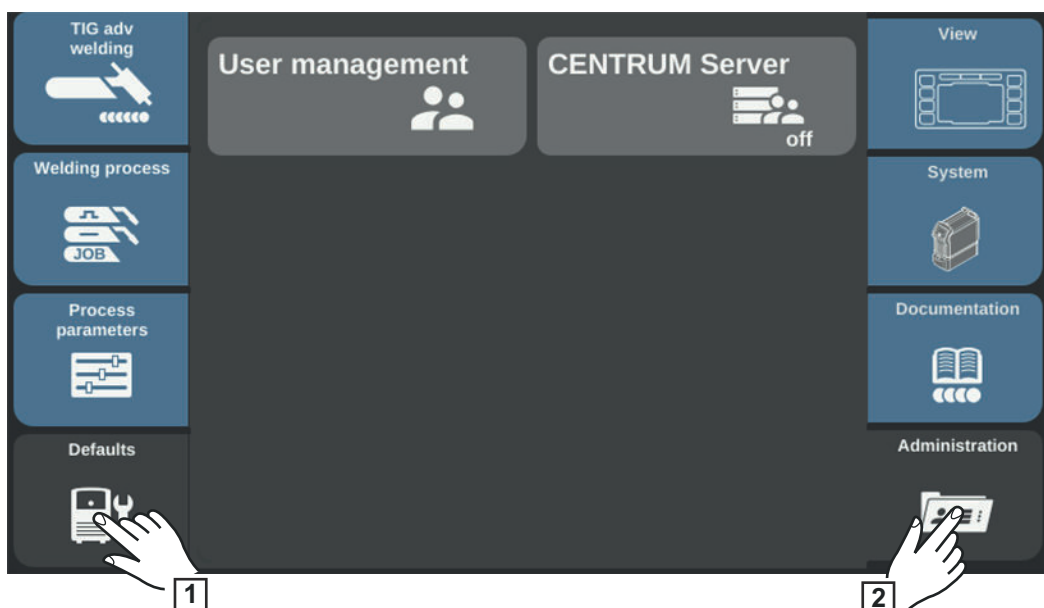 TIG adv
welding
User management
CENTRUM Server
off
View
Welding process
JOB
System
Process
parameters
Documentation
Defaults
Administration
1
2